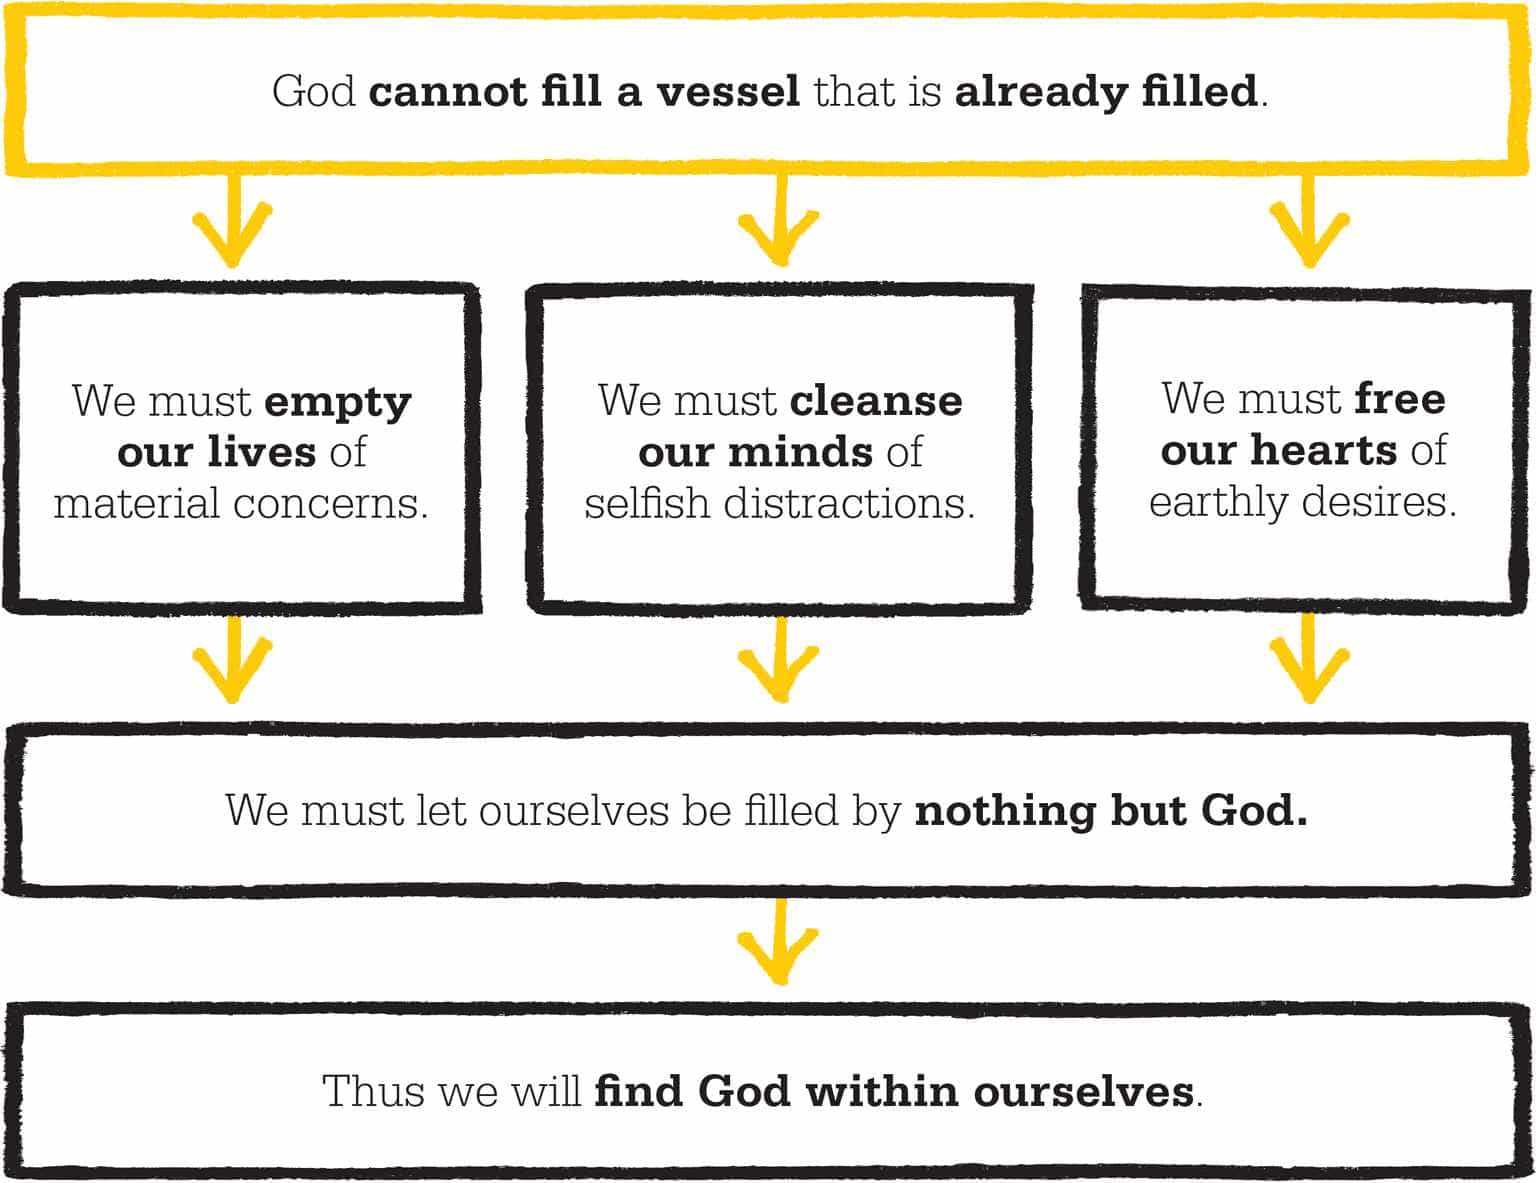 God cannot fill a vessel that is already filled.
We must empty
our lives of
material concerns.
We must cleanse
our minds of
selfish distractions.
We must free
our hearts of
earthly desires.
We must let ourselves be filled by nothing but God.
Thus we will find God within ourselves.